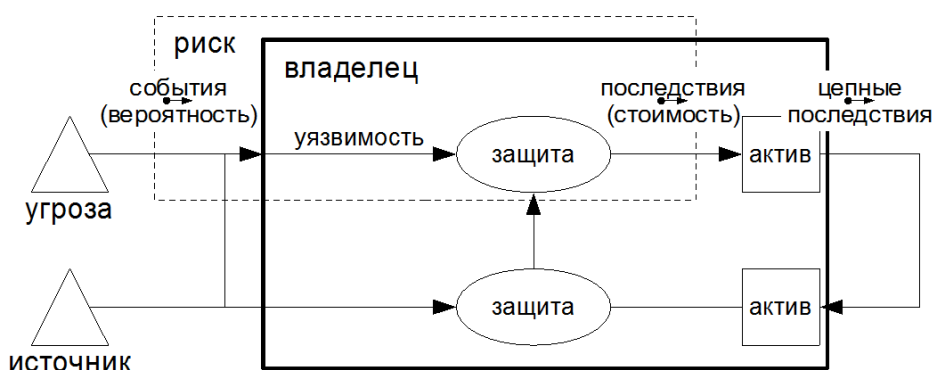 риск
владелец
события
(вероятность)
последствия
(стоимость)
цепные
последствия
уязвимость
защита
актив
угроза
защита
актив
источник